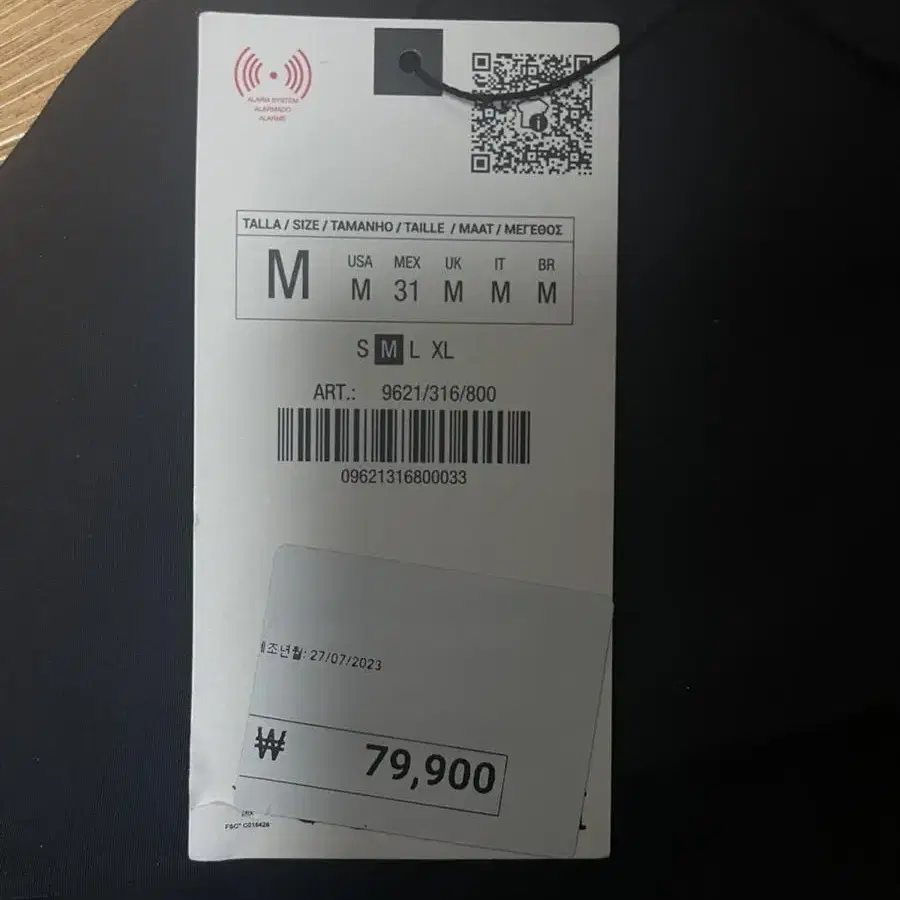 ALARM SYSTEM
ALARMADO
ALARME
TALLA / SIZE / TAMANHO / TAILLE / MAAT / ΜΕΓΕΘΟΣ
M
USA MEX UK IT BR
M 31 M M M
S M L XL
ART.: 9621/316/800
09621316800033
제조년월: 27/07/2023
₩ 79,900